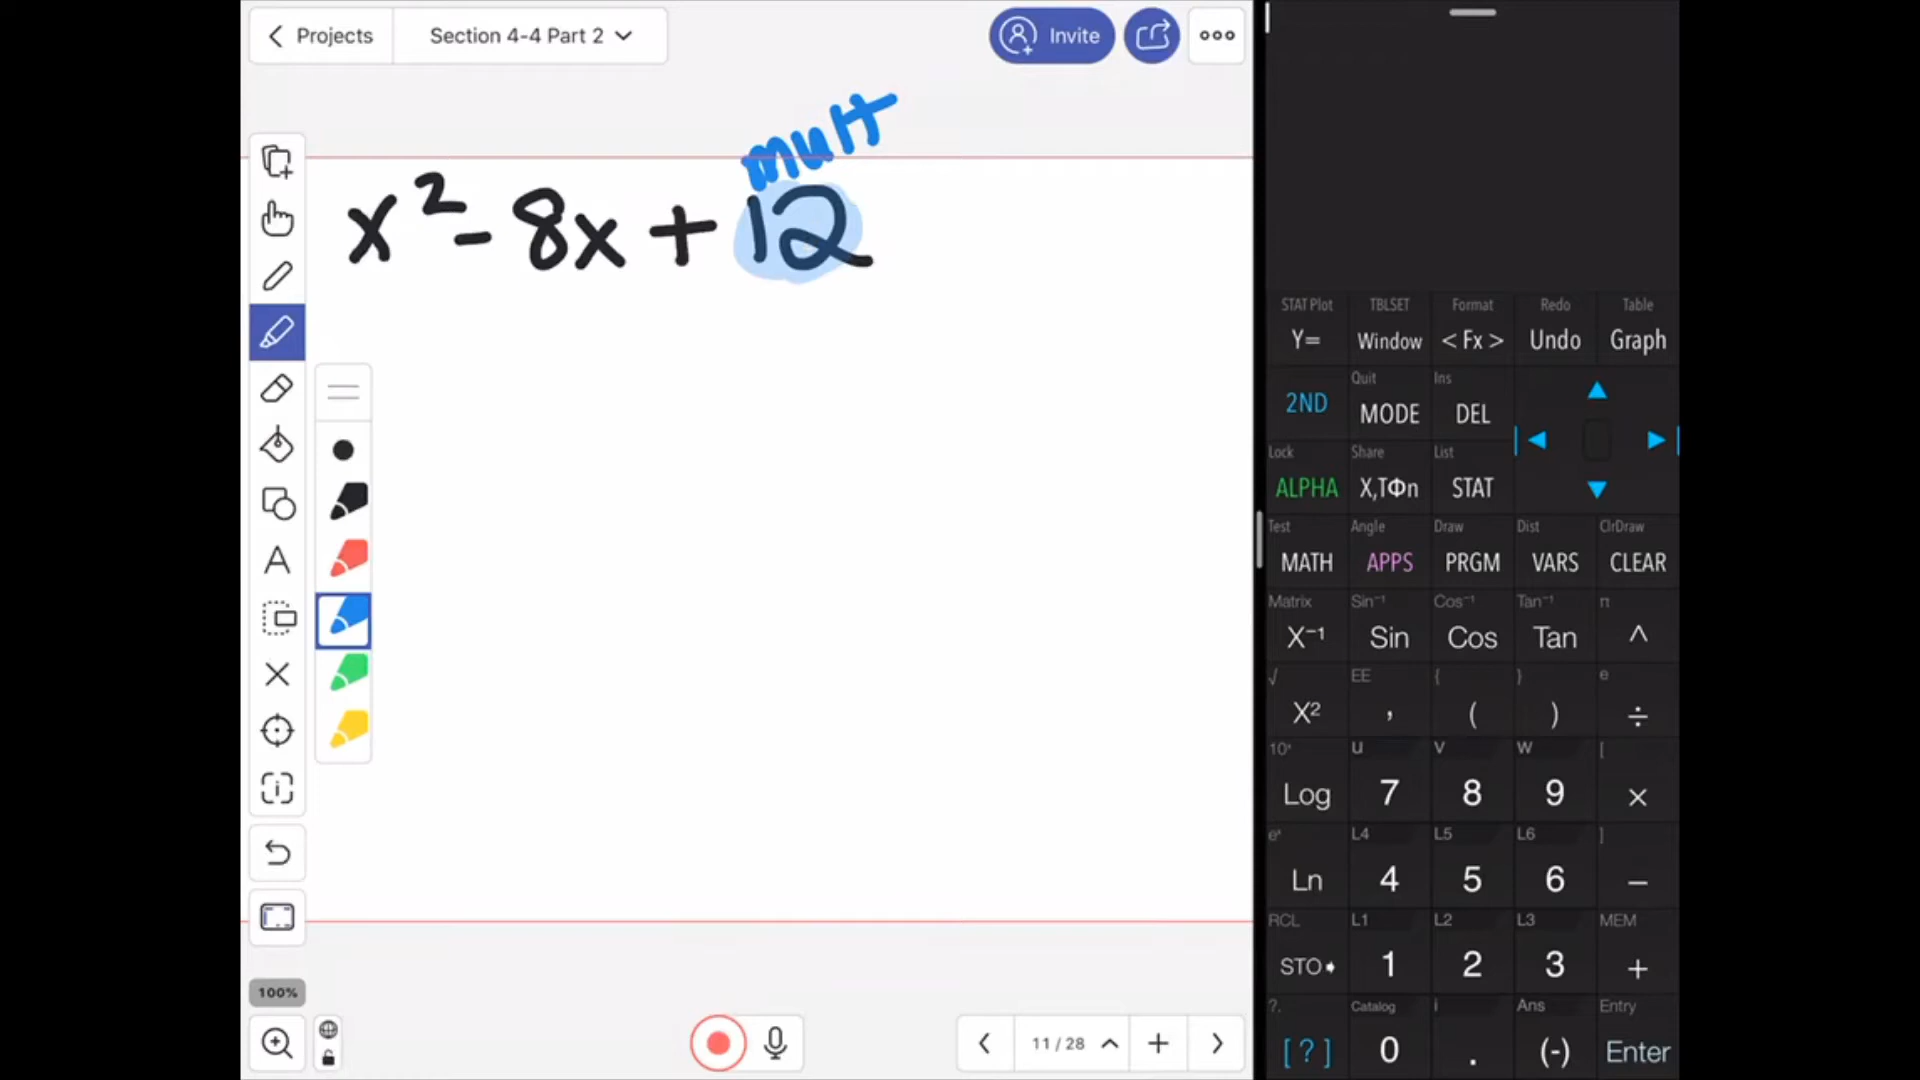 Projects
Section 4-4 Part 2
Invite
mult
x² - 8x + 12
A
100%
11 / 28
STAT Plot TBLSET Format Redo Table
Y= Window < Fx > Undo Graph
Quit Ins
2ND MODE DEL
Lock Share List
ALPHA X,TΦn STAT
Test Angle Draw Dist ClrDraw
MATH APPS PRGM VARS CLEAR
Matrix Sin⁻¹ Cos⁻¹ Tan⁻¹ π
X⁻¹ Sin Cos Tan ^
√ EE { } e
X² , ( ) ÷
10ˣ u v w [
Log 7 8 9 ×
eˣ L4 L5 L6 ]
Ln 4 5 6 –
RCL L1 L2 L3 MEM
STO 1 2 3 +
?. Catalog i Ans Entry
[ ? ] 0 . (-) Enter